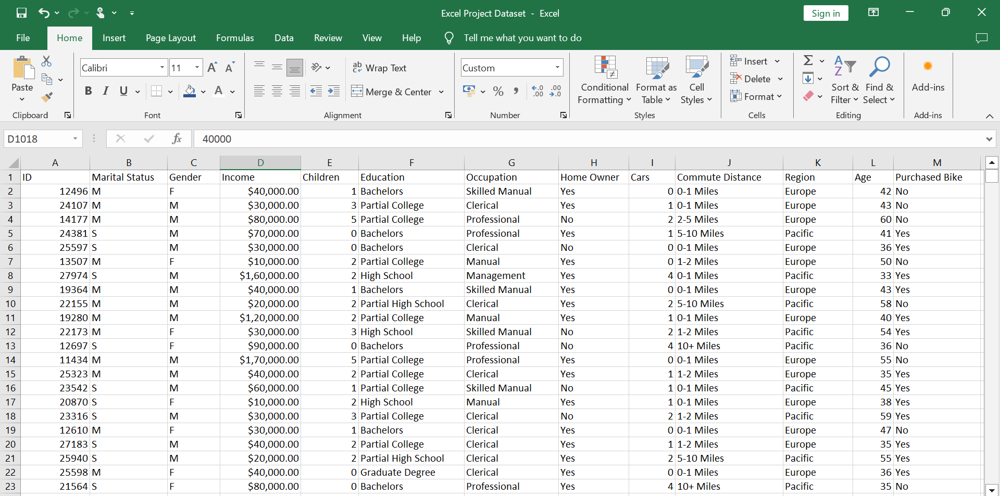 Excel Project Dataset - Excel
Sign in
File Home Insert Page Layout Formulas Data Review View Help Tell me what you want to do
Paste
Clipboard
Calibri 11
B I U A
Font
Wrap Text
Merge & Center
Alignment
Custom
% , .00 .0
Number
Conditional Formatting
Format as Table
Cell Styles
Styles
Insert
Delete
Format
Cells
Sort & Filter
Find & Select
Editing
Add-ins
Add-ins
D1018 fx 40000
A B C D E F G H I J K L M
1 ID Marital Status Gender Income Children Education Occupation Home Owner Cars Commute Distance Region Age Purchased Bike
2 12496 M F $40,000.00 1 Bachelors Skilled Manual Yes 0 0-1 Miles Europe 42 No
3 24107 M M $30,000.00 3 Partial College Clerical Yes 1 0-1 Miles Europe 43 No
4 14177 M M $80,000.00 5 Partial College Professional No 2 2-5 Miles Europe 60 No
5 24381 S M $70,000.00 0 Bachelors Professional Yes 1 5-10 Miles Pacific 41 Yes
6 25597 S M $30,000.00 0 Bachelors Clerical No 0 0-1 Miles Europe 36 Yes
7 13507 M F $10,000.00 2 Partial College Manual Yes 0 1-2 Miles Europe 50 No
8 27974 S M $1,60,000.00 2 High School Management Yes 4 0-1 Miles Pacific 33 Yes
9 19364 M M $40,000.00 1 Bachelors Skilled Manual Yes 0 0-1 Miles Europe 43 Yes
10 22155 M M $20,000.00 2 Partial High School Clerical Yes 2 5-10 Miles Pacific 58 No
11 19280 M M $1,20,000.00 2 Partial College Manual Yes 1 0-1 Miles Europe 40 Yes
12 22173 M F $30,000.00 3 High School Skilled Manual No 2 1-2 Miles Pacific 54 Yes
13 12697 S F $90,000.00 0 Bachelors Professional No 4 10+ Miles Pacific 36 No
14 11434 M M $1,70,000.00 5 Partial College Professional Yes 0 0-1 Miles Europe 55 No
15 25323 M M $40,000.00 2 Partial College Clerical Yes 1 1-2 Miles Europe 35 Yes
16 23542 S M $60,000.00 1 Partial College Skilled Manual No 1 0-1 Miles Pacific 45 Yes
17 20870 S F $10,000.00 2 High School Manual Yes 1 0-1 Miles Europe 38 Yes
18 23316 S M $30,000.00 3 Partial College Clerical No 2 1-2 Miles Pacific 59 Yes
19 12610 M F $30,000.00 1 Bachelors Clerical Yes 0 0-1 Miles Europe 47 No
20 27183 S M $40,000.00 2 Partial College Clerical Yes 1 1-2 Miles Europe 35 Yes
21 25940 S M $20,000.00 2 Partial High School Clerical Yes 2 5-10 Miles Pacific 55 Yes
22 25598 M F $40,000.00 0 Graduate Degree Clerical Yes 0 0-1 Miles Europe 36 Yes
23 21564 S F $80,000.00 0 Bachelors Professional Yes 4 10+ Miles Pacific 35 No